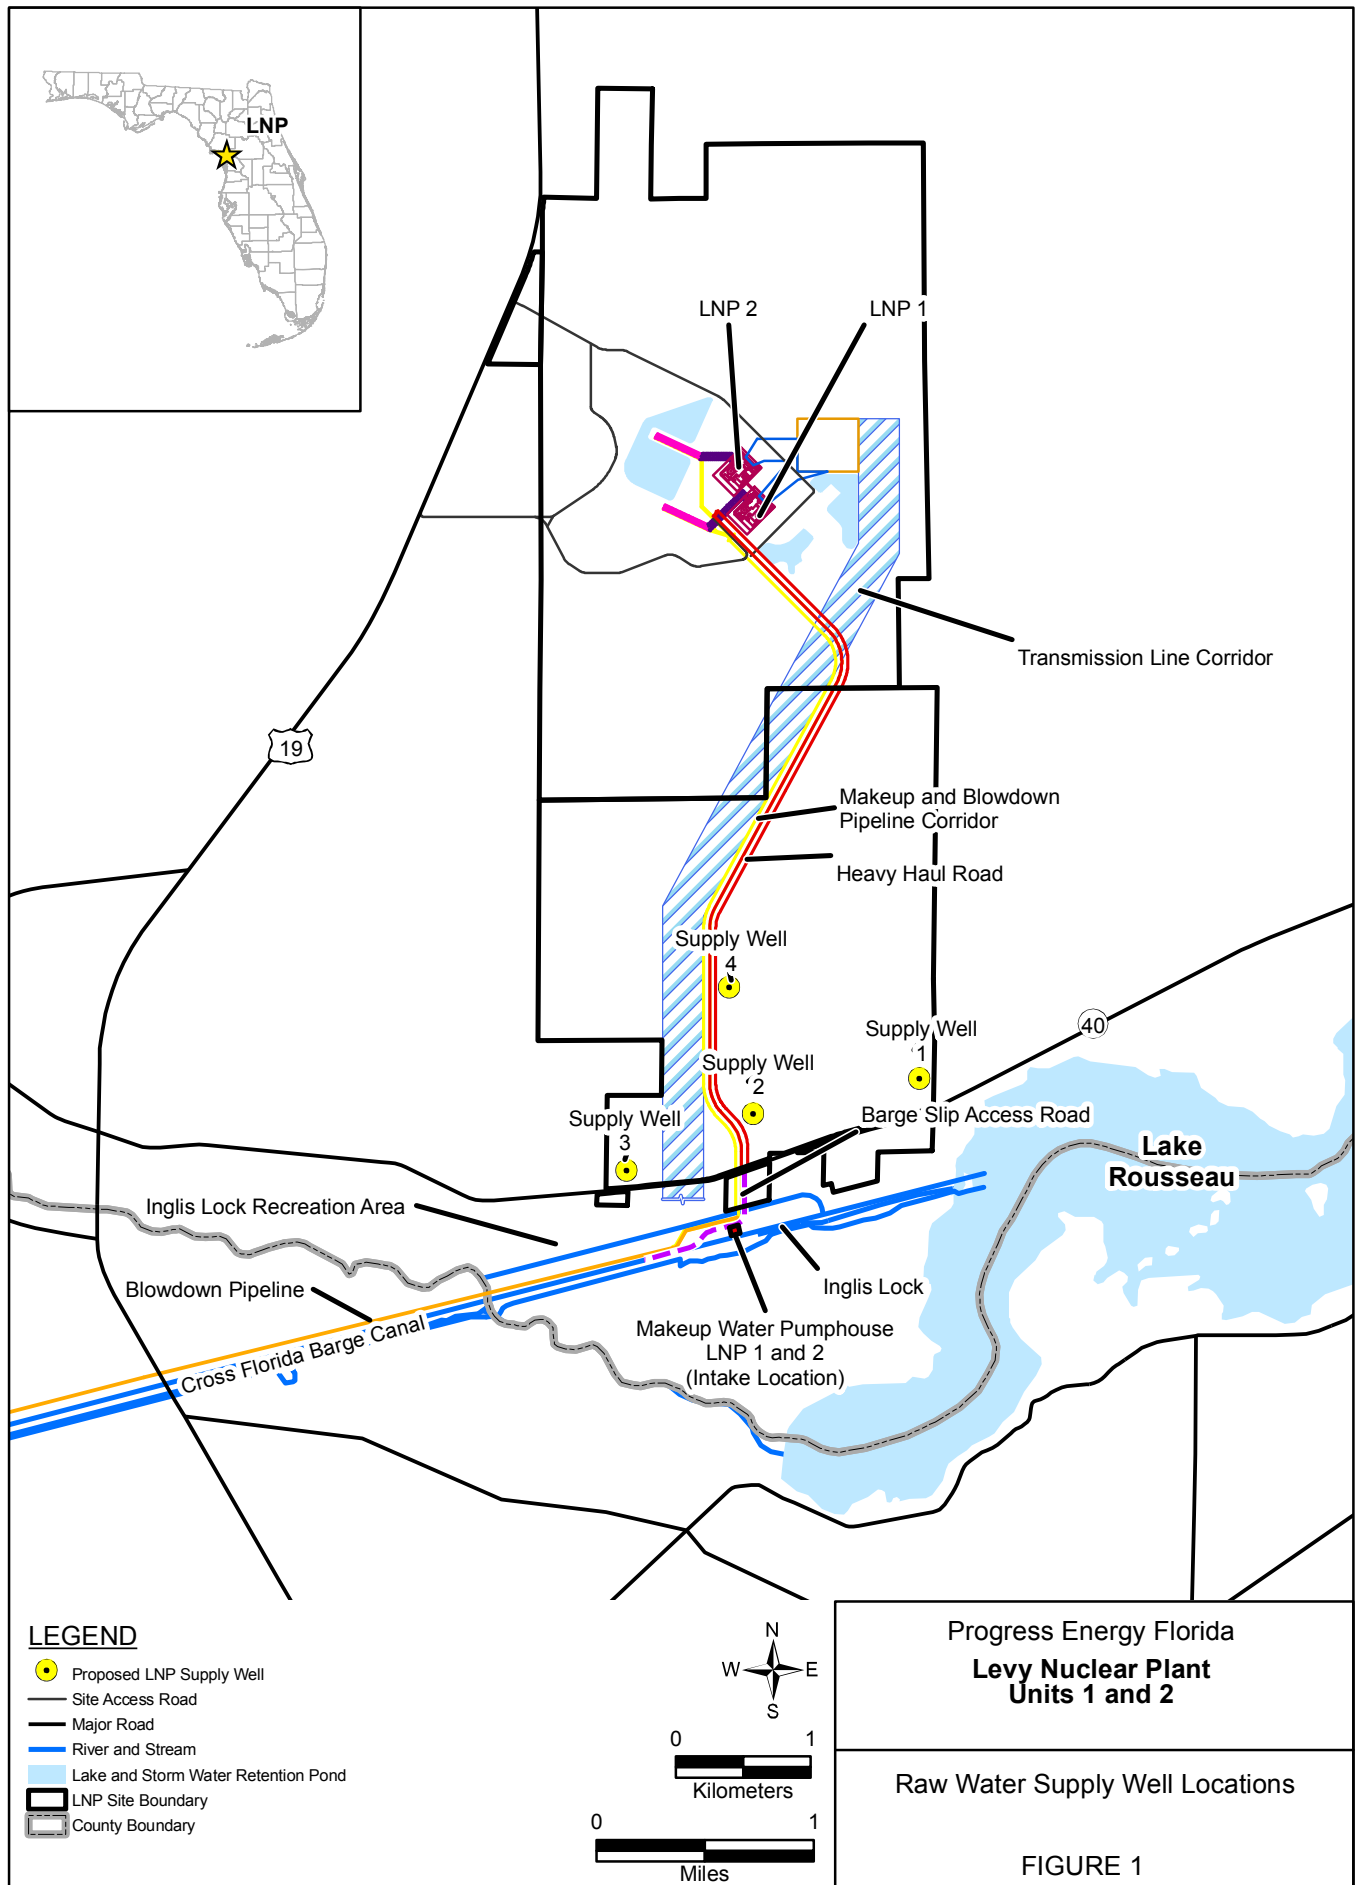 LNP
LNP 2
LNP 1
Transmission Line Corridor
19
Makeup and Blowdown
Pipeline Corridor
Heavy Haul Road
Supply Well
4
40
Supply Well
1
Supply Well
2
Barge Slip Access Road
Supply Well
3
Lake
Rousseau
Inglis Lock Recreation Area
Inglis Lock
Blowdown Pipeline
Cross Florida Barge Canal
Makeup Water Pumphouse
LNP 1 and 2
(Intake Location)
LEGEND
Proposed LNP Supply Well
Site Access Road
Major Road
River and Stream
Lake and Storm Water Retention Pond
LNP Site Boundary
County Boundary
N
W
E
S
0 1
Kilometers
0 1
Miles
Progress Energy Florida
Levy Nuclear Plant
Units 1 and 2
Raw Water Supply Well Locations
FIGURE 1